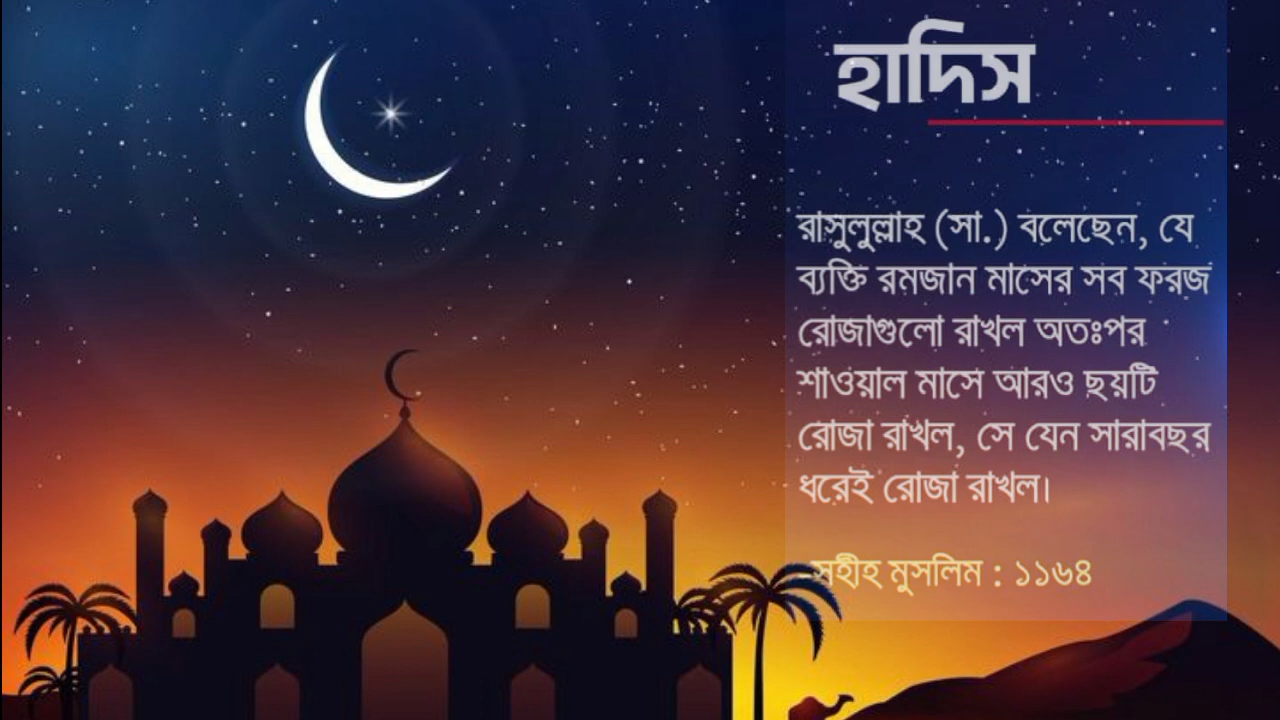 হাদিস
রাসুলুল্লাহ (সা.) বলেছেন, যে
ব্যক্তি রমজান মাসের সব ফরজ
রোজাগুলো রাখল অতঃপর
শাওয়াল মাসে আরও ছয়টি
রোজা রাখল, সে যেন সারাবছর
ধরেই রোজা রাখল।
-সহীহ মুসলিম : ১১৬৪